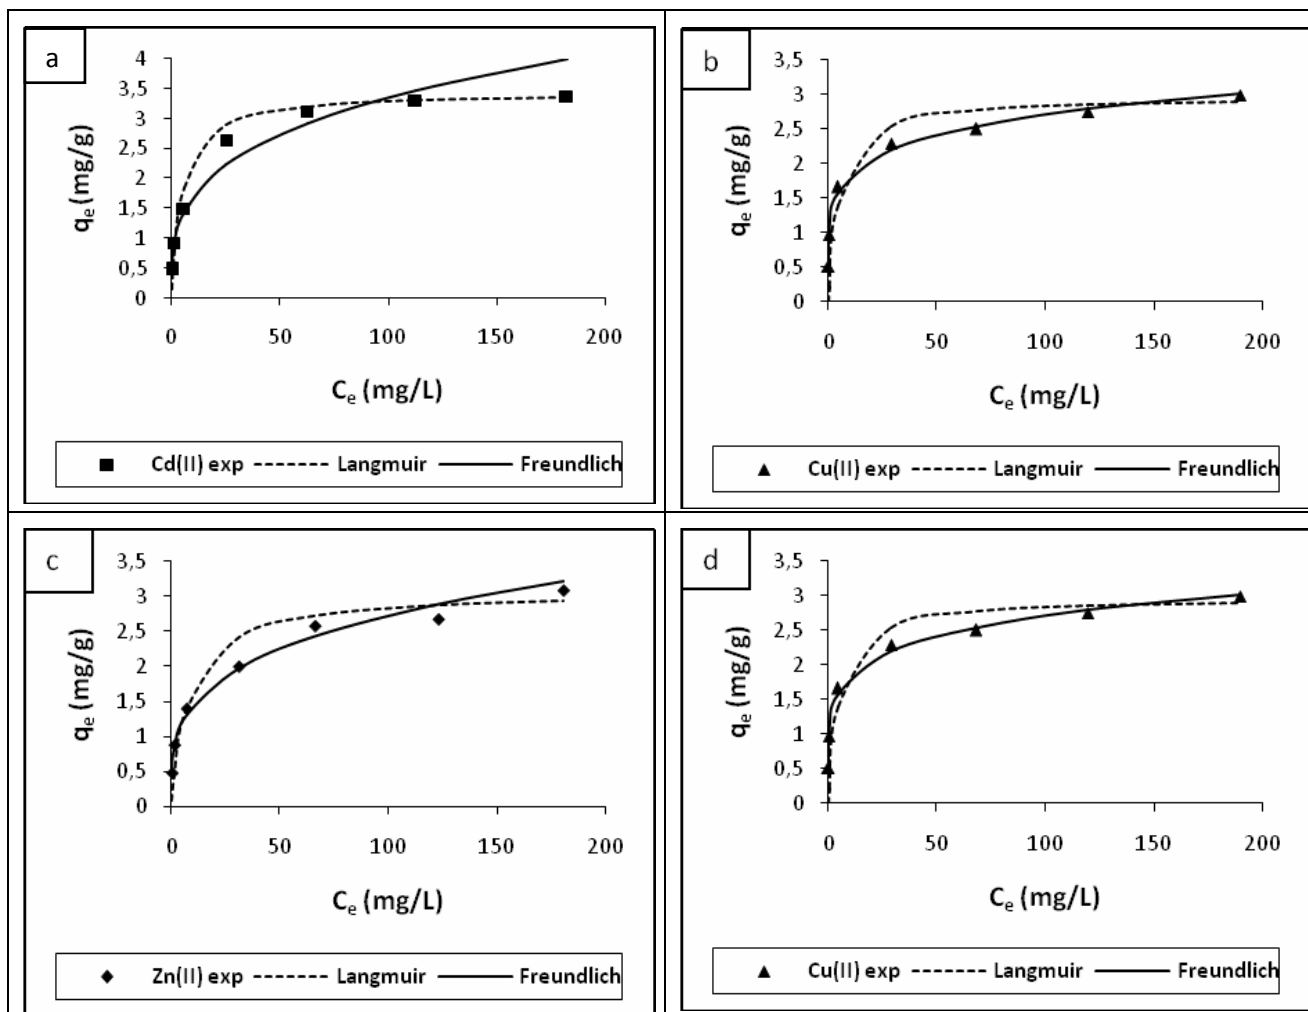 a
4
3,5
3
2,5
2
1,5
1
0,5
0
qe (mg/g)
0 50 100 150 200
Ce (mg/L)
Cd(II) exp Langmuir Freundlich
b
3,5
3
2,5
2
1,5
1
0,5
0
qe (mg/g)
0 50 100 150 200
Ce (mg/L)
Cu(II) exp Langmuir Freundlich
c
3,5
3
2,5
2
1,5
1
0,5
0
qe (mg/g)
0 50 100 150 200
Ce (mg/L)
Zn(II) exp Langmuir Freundlich
d
3,5
3
2,5
2
1,5
1
0,5
0
qe (mg/g)
0 50 100 150 200
Ce (mg/L)
Cu(II) exp Langmuir Freundlich